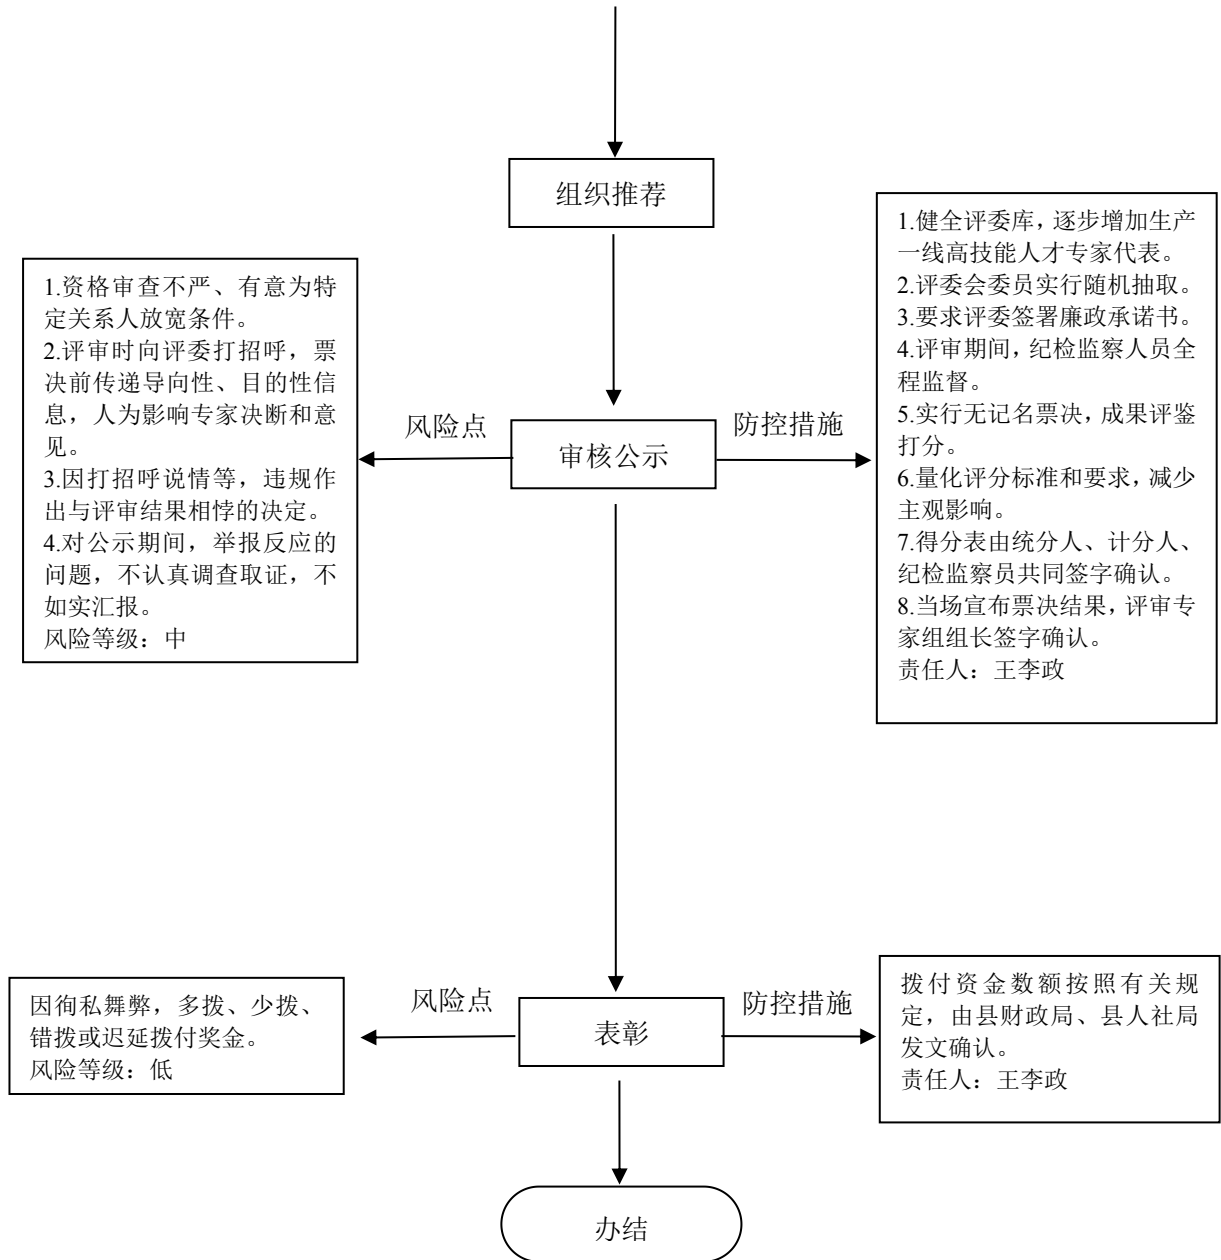 组织推荐
1.资格审查不严、有意为特
定关系人放宽条件。
2.评审时向评委打招呼，票
决前传递导向性、目的性信
息，人为影响专家决断和意
见。
3.因打招呼说情等，违规作
出与评审结果相悖的决定。
4.对公示期间，举报反应的
问题，不认真调查取证，不
如实汇报。
风险等级：中
风险点
审核公示
防控措施
1.健全评委库，逐步增加生产
一线高技能人才专家代表。
2.评委会委员实行随机抽取。
3.要求评委签署廉政承诺书。
4.评审期间，纪检监察人员全
程监督。
5.实行无记名票决，成果评鉴
打分。
6.量化评分标准和要求，减少
主观影响。
7.得分表由统分人、计分人、
纪检监察员共同签字确认。
8.当场宣布票决结果，评审专
家组组长签字确认。
责任人：王李政
因徇私舞弊，多拨、少拨、
错拨或迟延拨付奖金。
风险等级：低
风险点
表彰
防控措施
拨付资金数额按照有关规
定，由县财政局、县人社局
发文确认。
责任人：王李政
办结